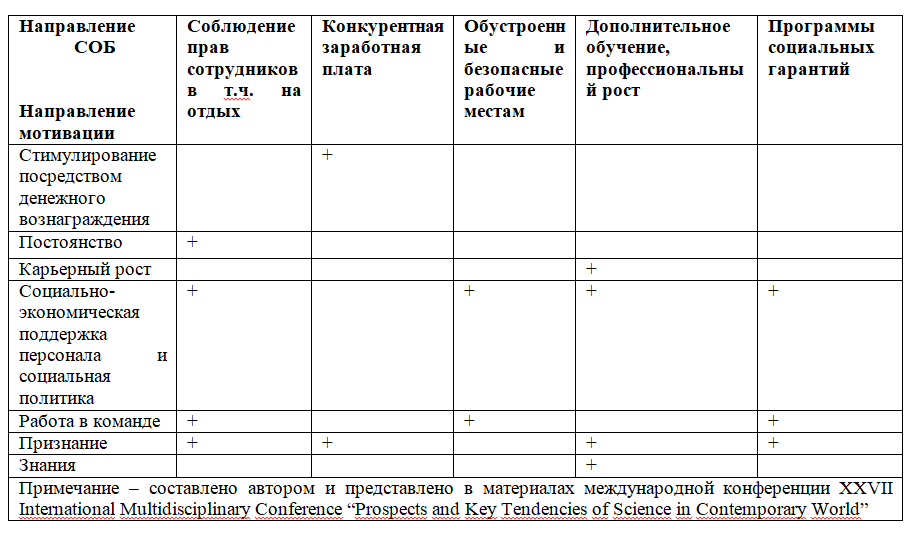 Направление СОБ
Направление мотивации
Соблюдение прав сотрудников в т.ч. на отдых
Конкурентная заработная плата
Обустроенные и безопасные рабочие местам
Дополнительное обучение, профессиональный рост
Программы социальных гарантий
Стимулирование посредством денежного вознаграждения
+
Постоянство
+
Карьерный рост
+
Социально-экономическая поддержка персонала и социальная политика
+ + + +
Работа в команде
+ + +
Признание
+ + + +
Знания
+
Примечание – составлено автором и представлено в материалах международной конференции XXVII
International Multidisciplinary Conference “Prospects and Key Tendencies of Science in Contemporary World”